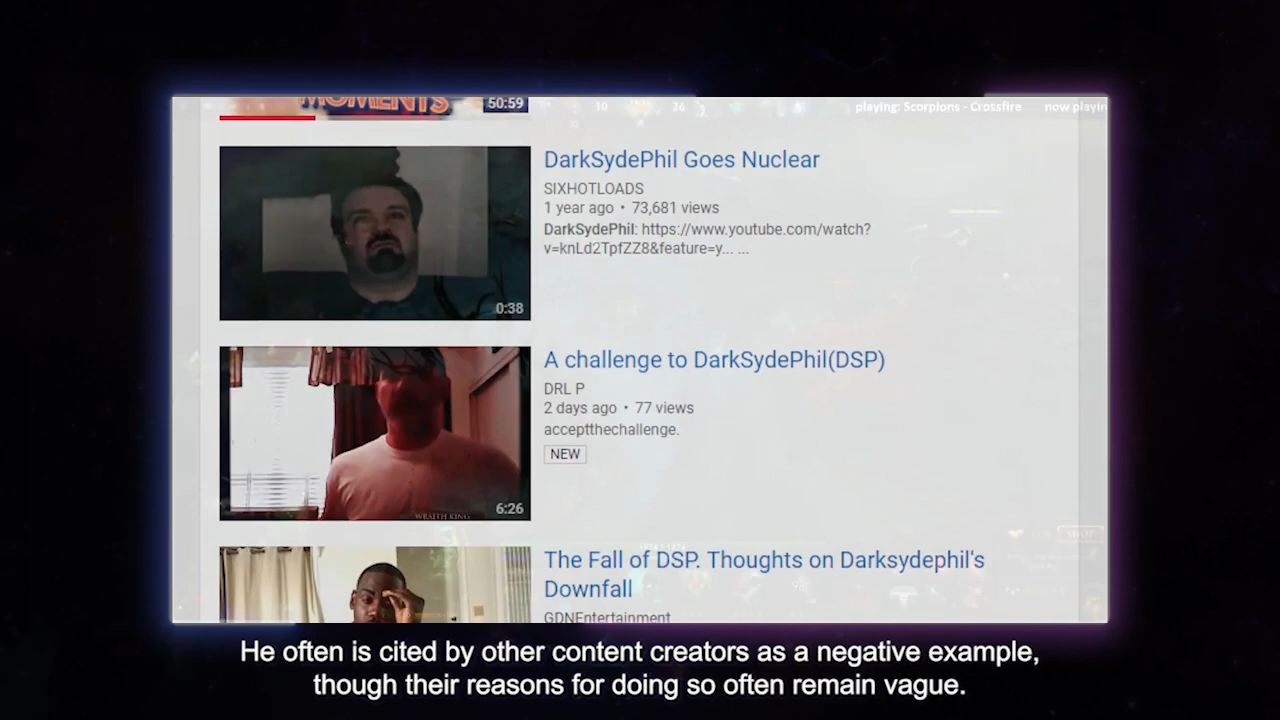 MOMENTS
50:59
10
26
playing: Scorpions - Crossfire
now playin
DarkSydePhil Goes Nuclear
SIXHOTLOADS
1 year ago • 73,681 views
DarkSydePhil: https://www.youtube.com/watch?
v=knLd2TpfZZ8&feature=y... ...
0:38
A challenge to DarkSydePhil(DSP)
DRL P
2 days ago • 77 views
acceptthechallenge.
NEW
6:26
WRAITH KING
The Fall of DSP. Thoughts on Darksydephil's
Downfall
GDNEntertainment
He often is cited by other content creators as a negative example,
though their reasons for doing so often remain vague.